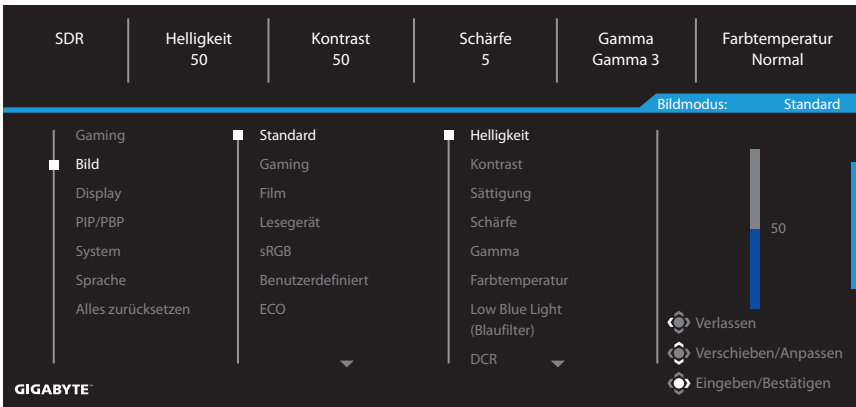 SDR
Helligkeit
50
Kontrast
50
Schärfe
5
Gamma
Gamma 3
Farbtemperatur
Normal
Bildmodus: Standard
Gaming
Bild
Display
PIP/PBP
System
Sprache
Alles zurücksetzen
Standard
Gaming
Film
Lesegerät
sRGB
Benutzerdefiniert
ECO
Helligkeit
Kontrast
Sättigung
Schärfe
Gamma
Farbtemperatur
Low Blue Light
(Blaufilter)
DCR
50
Verlassen
Verschieben/Anpassen
Eingeben/Bestätigen
GIGABYTE™